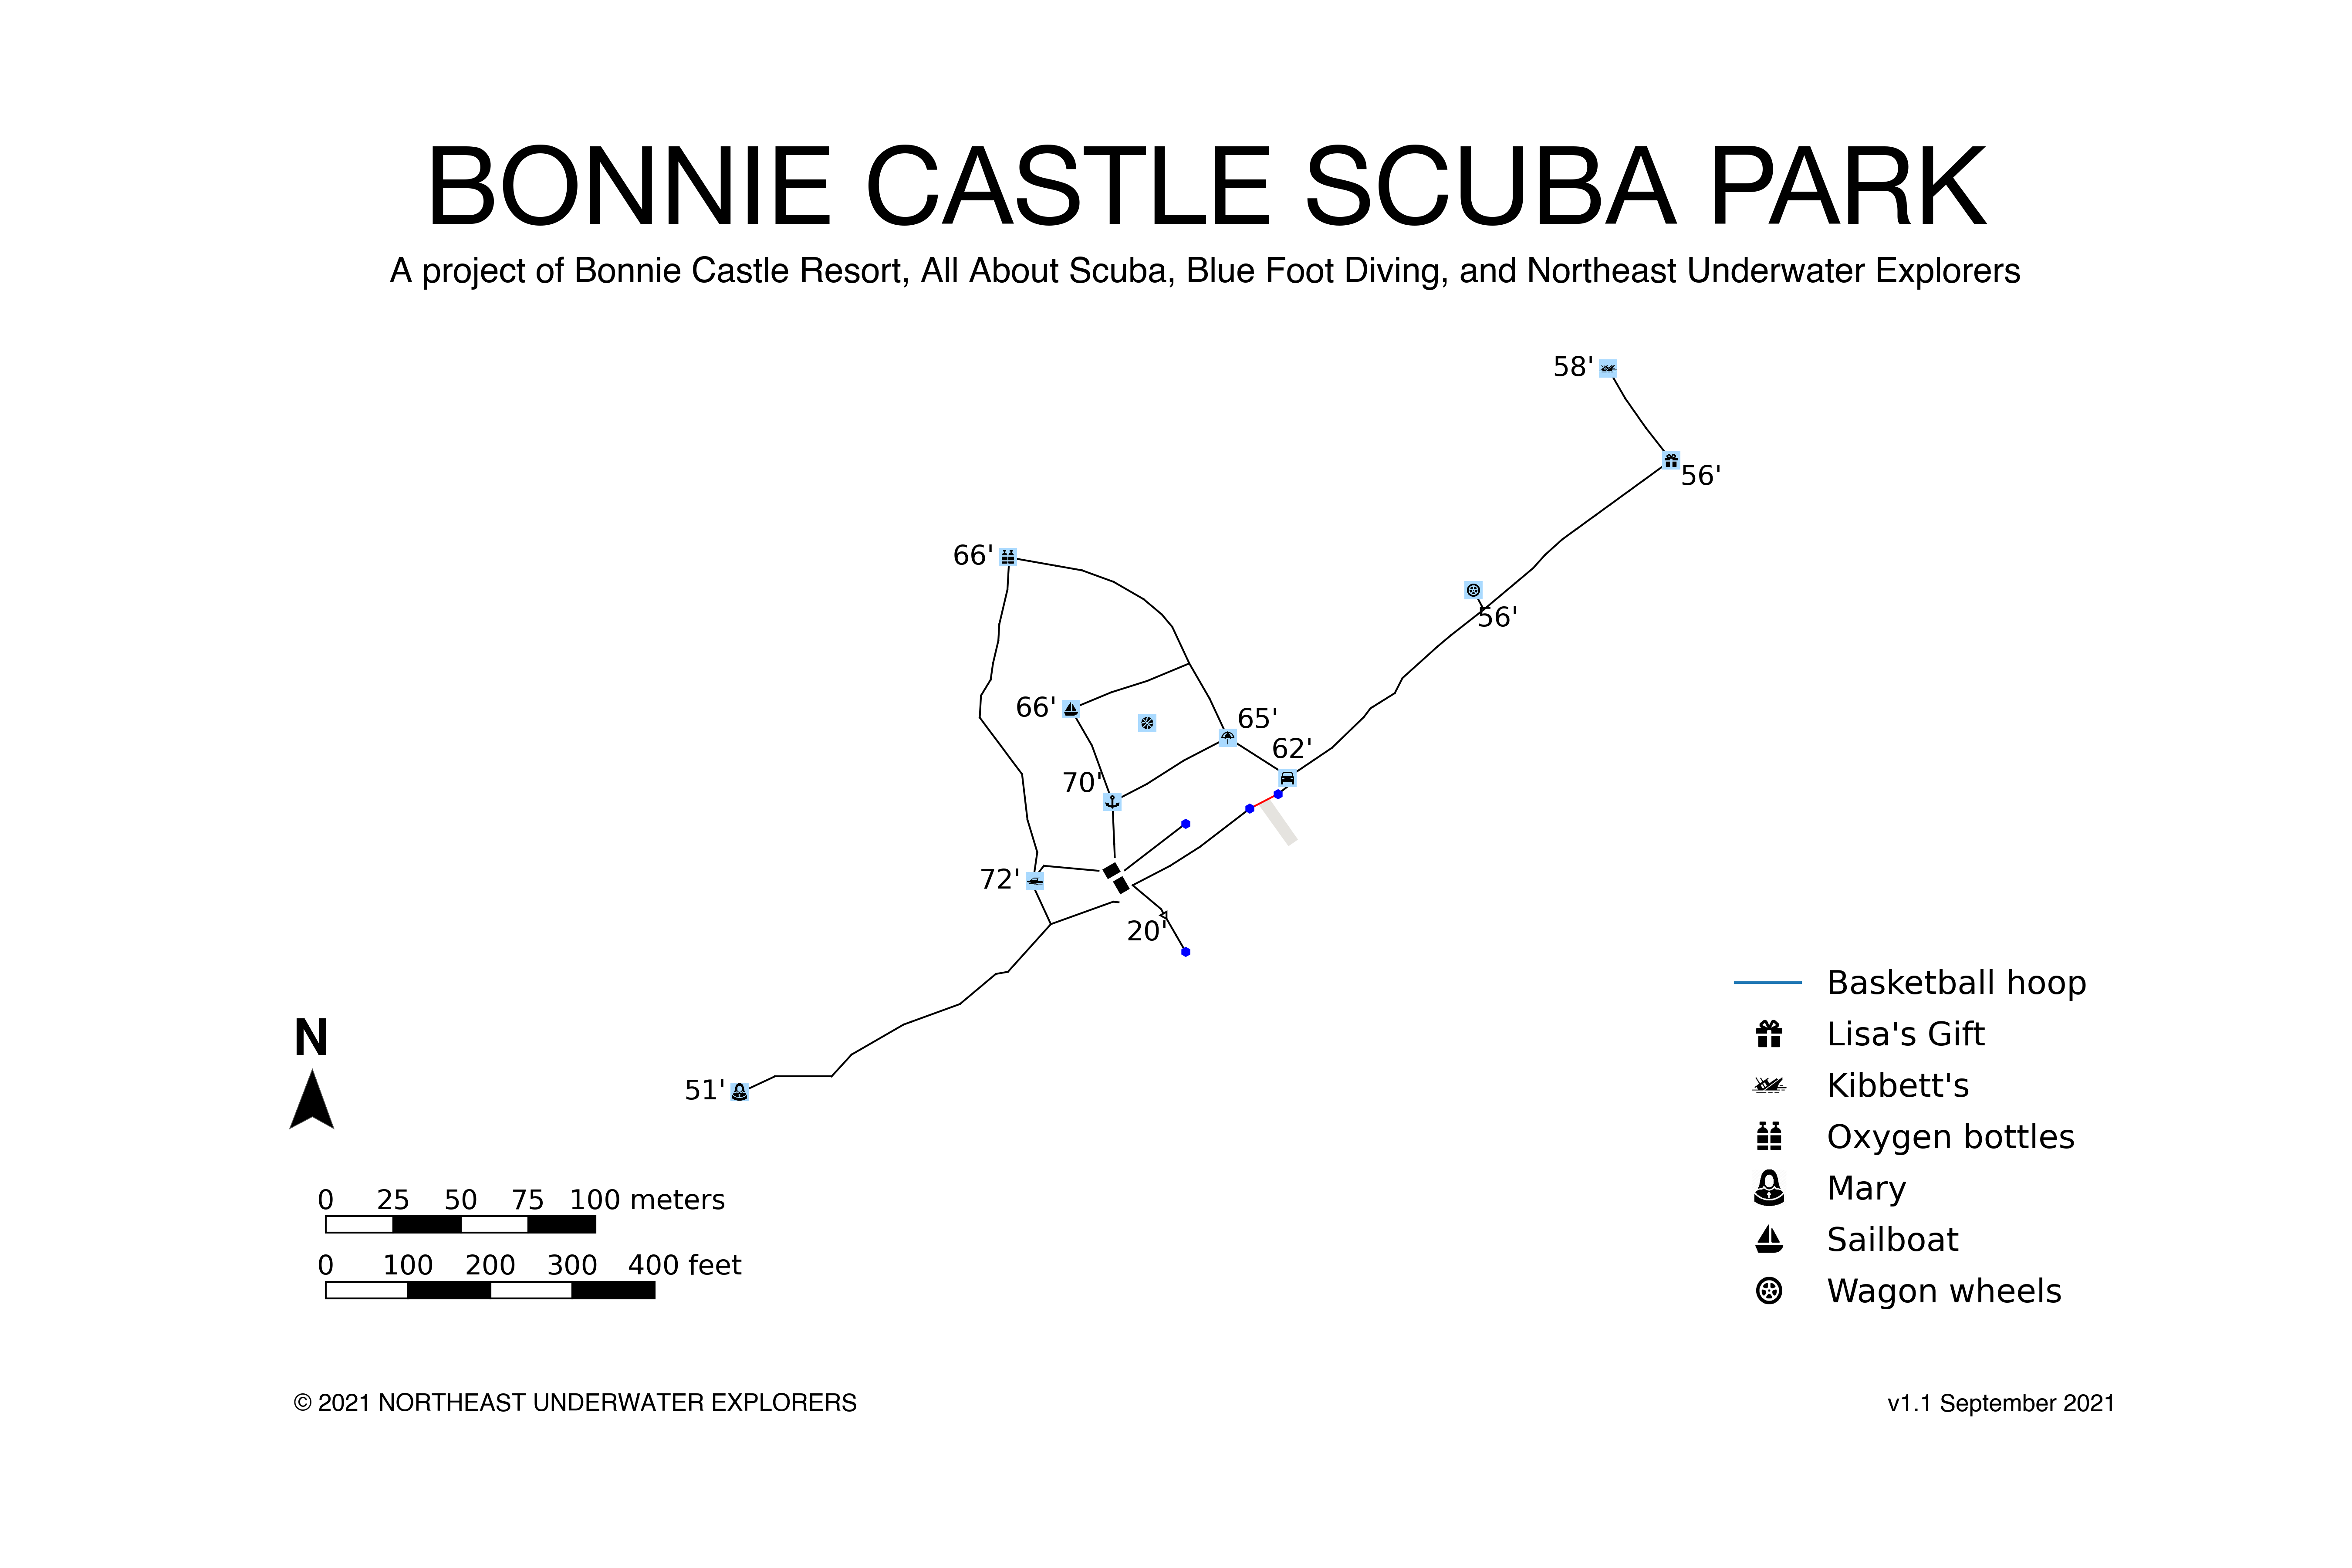 BONNIE CASTLE SCUBA PARK
A project of Bonnie Castle Resort, All About Scuba, Blue Foot Diving, and Northeast Underwater Explorers
58'
56'
66'
56'
66'
65'
62'
70'
72'
20'
51'
Basketball hoop
Lisa's Gift
Kibbett's
Oxygen bottles
Mary
Sailboat
Wagon wheels
N
0 25 50 75 100 meters
0 100 200 300 400 feet
© 2021 NORTHEAST UNDERWATER EXPLORERS
v1.1 September 2021